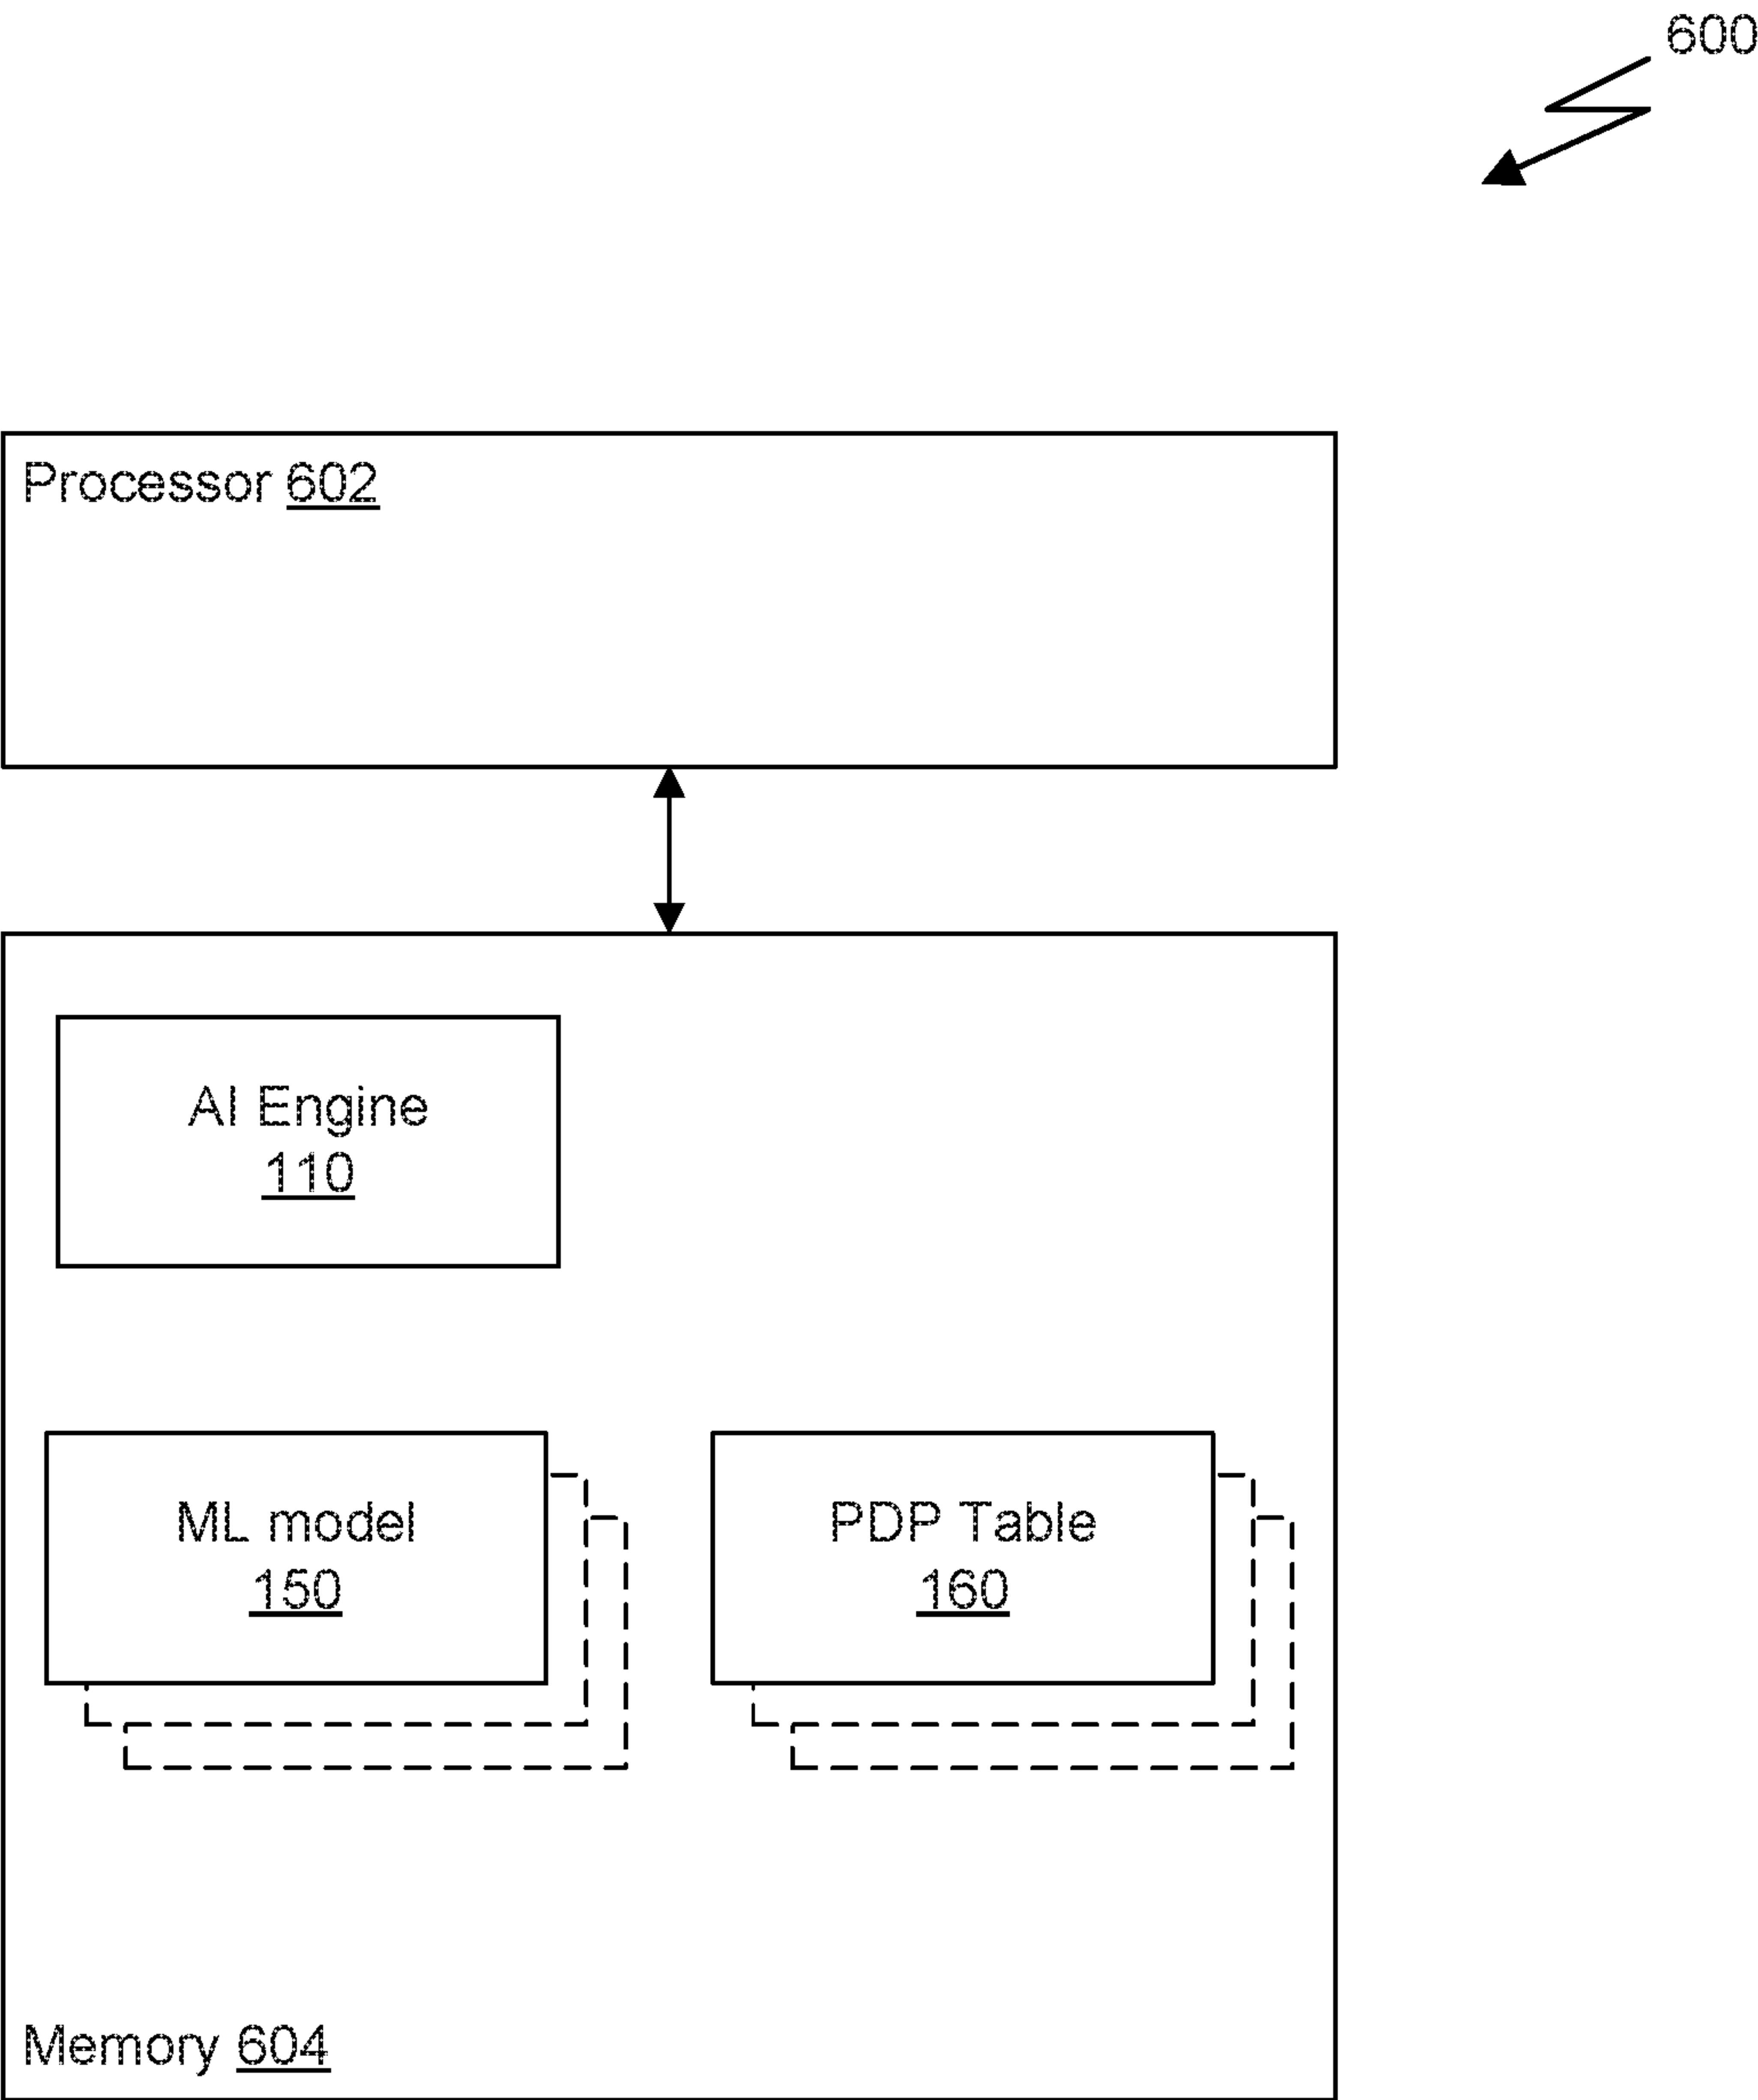 600
Processor 602
AI Engine
110
ML model
150
PDP Table
160
Memory 604